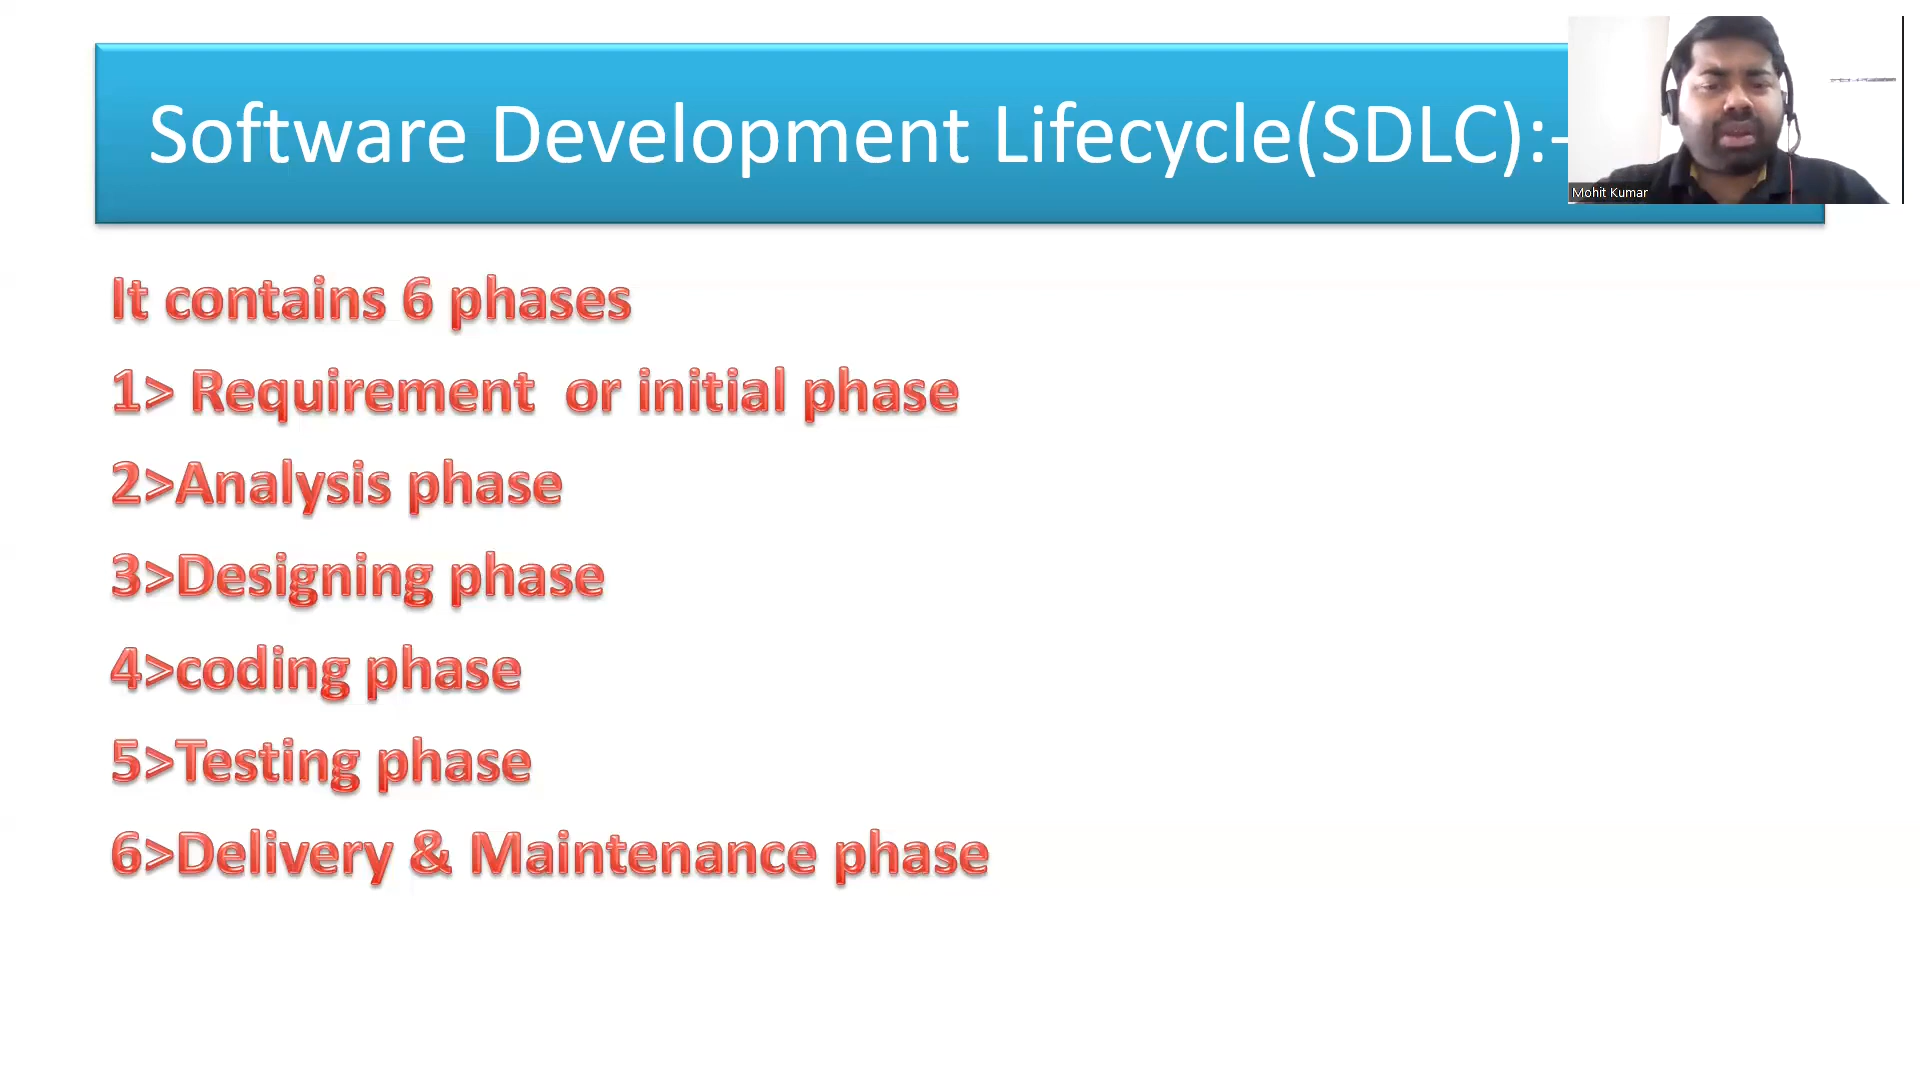 Software Development Lifecycle(SDLC):-
Mohit Kumar
It contains 6 phases
1> Requirement or initial phase
2>Analysis phase
3>Designing phase
4>coding phase
5>Testing phase
6>Delivery & Maintenance phase